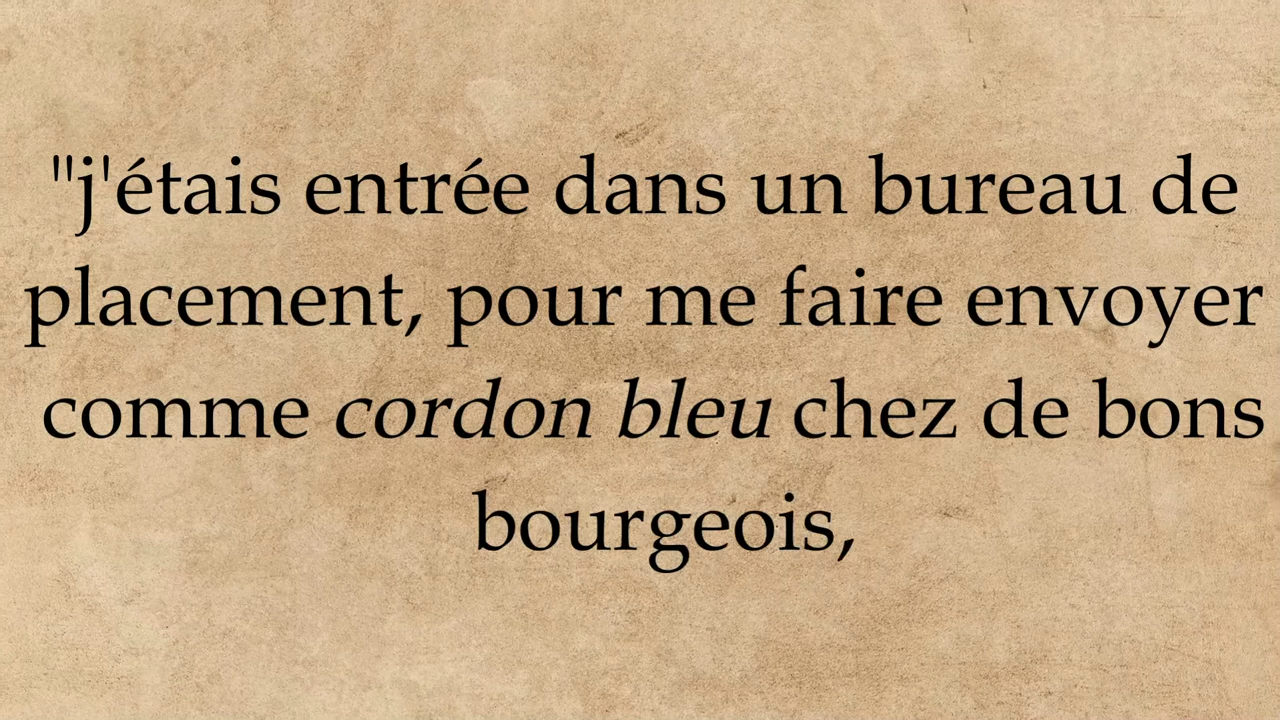 "j'étais entrée dans un bureau de
placement, pour me faire envoyer
comme cordon bleu chez de bons
bourgeois,